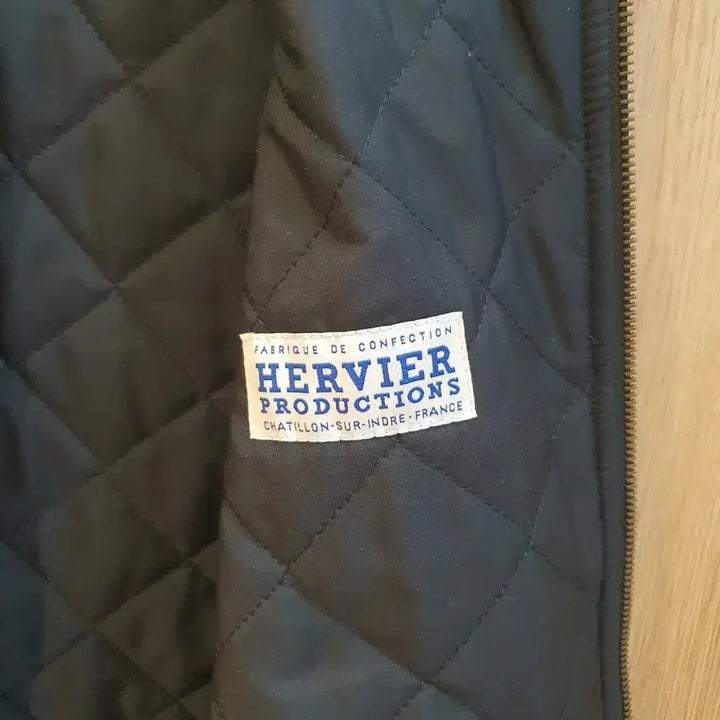 FABRIQUE DE CONFECTION
HERVIER
PRODUCTIONS
CHATILLON-SUR-INDRE·FRANCE